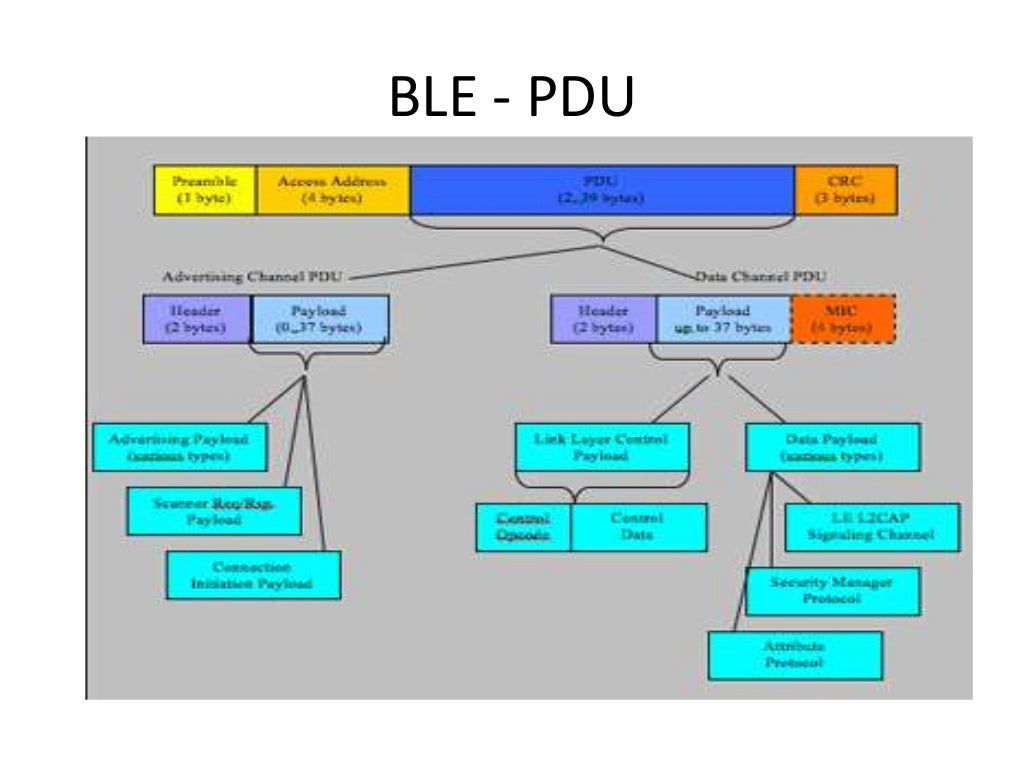 BLE - PDU
Preamble
(1 byte)
Access Address
(4 bytes)
PDU
(2..39 bytes)
CRC
(3 bytes)
Advertising Channel PDU
Data Channel PDU
Header
(2 bytes)
Payload
(0..37 bytes)
Header
(2 bytes)
Payload
up to 37 bytes
MIC
(4 bytes)
Advertising Payload
(various types)
Link Layer Control
Payload
Data Payload
(various types)
Scanner Req/Rsp
Payload
Control
Opcode
Control
Data
LE L2CAP
Signaling Channel
Connection
Initiation Payload
Security Manager
Protocol
Attribute
Protocol